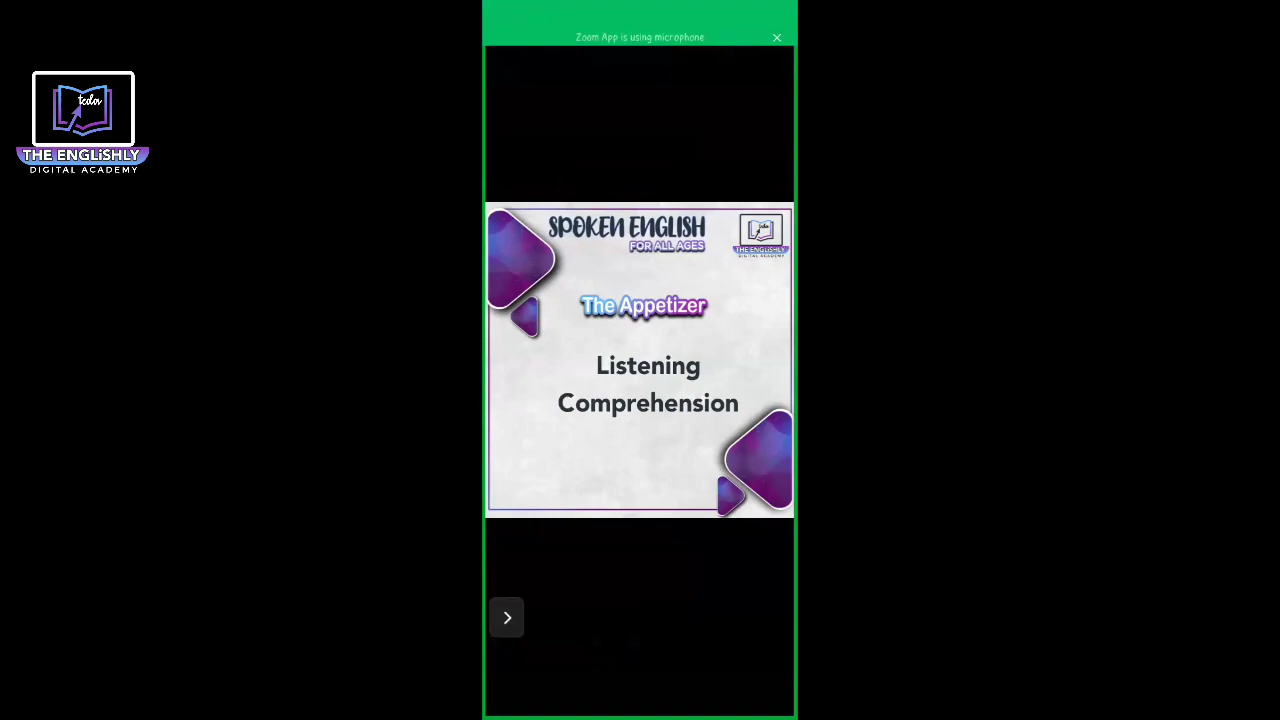 Zoom App is using microphone
teda
THE ENGLISHLY
DIGITAL ACADEMY
SPOKEN ENGLISH
FOR ALL AGES
THE ENGLISHLY
DIGITAL ACADEMY
The Appetizer
Listening
Comprehension